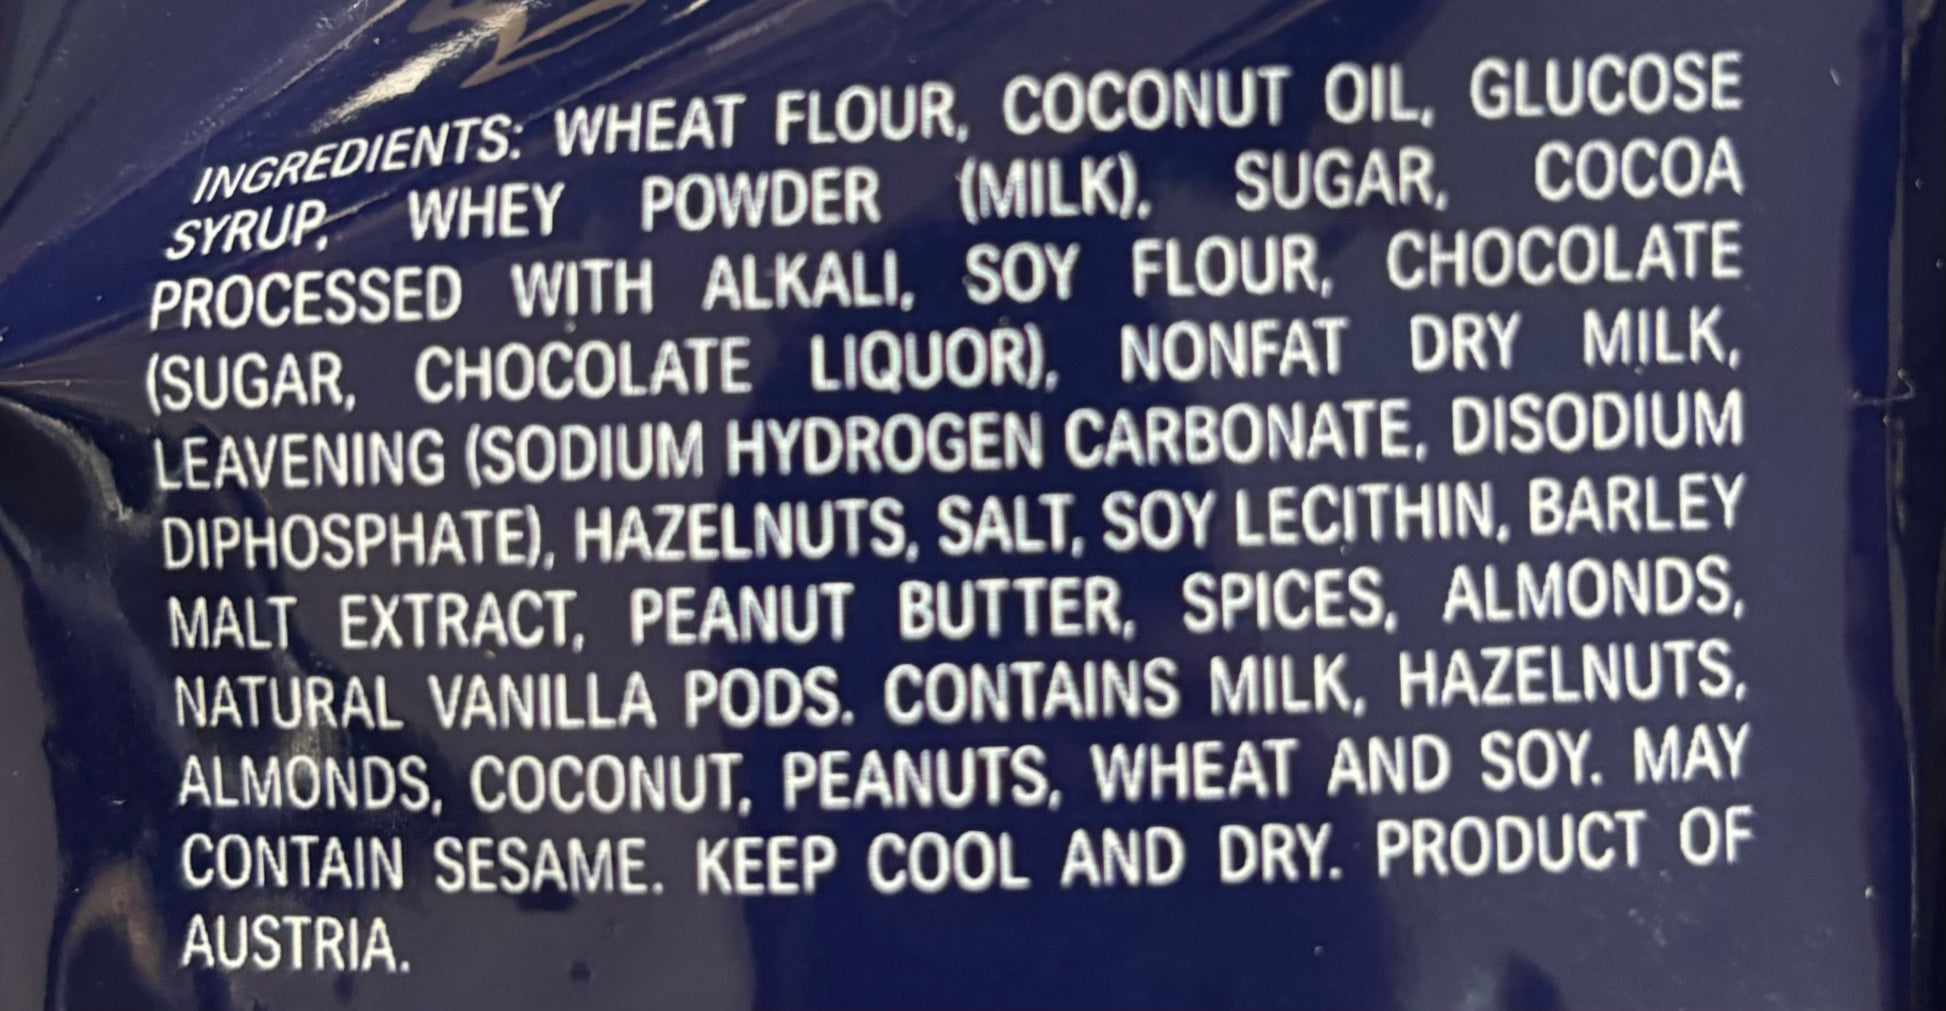 INGREDIENTS: WHEAT FLOUR, COCONUT OIL, GLUCOSE
SYRUP, WHEY POWDER (MILK), SUGAR, COCOA
PROCESSED WITH ALKALI, SOY FLOUR, CHOCOLATE
(SUGAR, CHOCOLATE LIQUOR), NONFAT DRY MILK,
LEAVENING (SODIUM HYDROGEN CARBONATE, DISODIUM
DIPHOSPHATE), HAZELNUTS, SALT, SOY LECITHIN, BARLEY
MALT EXTRACT, PEANUT BUTTER, SPICES, ALMONDS,
NATURAL VANILLA PODS. CONTAINS MILK, HAZELNUTS,
ALMONDS, COCONUT, PEANUTS, WHEAT AND SOY. MAY
CONTAIN SESAME. KEEP COOL AND DRY. PRODUCT OF
AUSTRIA.